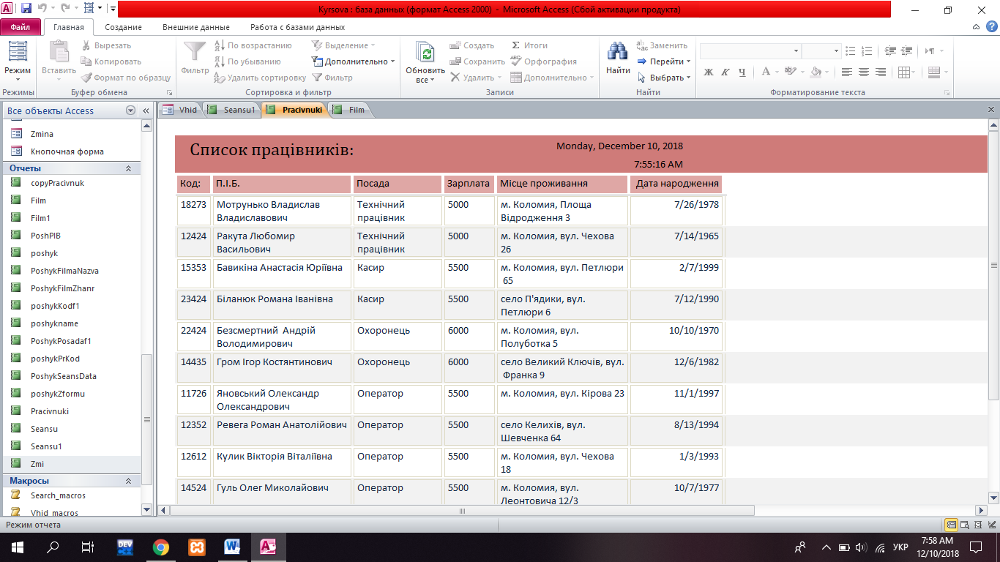 Kyrsova : база данных (формат Access 2000) - Microsoft Access (Сбой активации продукта)
Файл Главная Создание Внешние данные Работа с базами данных
Режим
Режимы
Вставить
Вырезать
Копировать
Формат по образцу
Буфер обмена
Фильтр
По возрастанию
По убыванию
Удалить сортировку
Выделение
Дополнительно
Фильтр
Сортировка и фильтр
Обновить все
Создать
Сохранить
Удалить
Итоги
Орфография
Дополнительно
Записи
Найти
Заменить
Перейти
Выбрать
Найти
Ж К Ч
Форматирование текста
Все объекты Access
Zmina
Кнопочная форма
Отчеты
copyPracivnuk
Film
Film1
PoshPIB
poshyk
PoshykFilmaNazva
PoshykFilmZhanr
poshykKodf1
poshykname
PoshykPosadaf1
poshykPrKod
PoshykSeansData
poshykZformu
Pracivnuki
Seansu
Seansu1
Zmi
Макросы
Search_macros
Vhid_macros
Vhid Seansu1 Pracivnuki Film
Список працівників:
Monday, December 10, 2018
7:55:16 AM
Код: П.І.Б. Посада Зарплата Місце проживання Дата народження
18273 Мотрунько Владислав Владиславович Технічний працівник 5000 м. Коломия, Площа Відродження 3 7/26/1978
12424 Ракута Любомир Васильович Технічний працівник 5000 м. Коломия, вул. Чехова 26 7/14/1965
15353 Бавикіна Анастасія Юріївна Касир 5500 м. Коломия, вул. Петлюри 65 2/7/1999
23424 Біланюк Романа Іванівна Касир 5500 село П'ядики, вул. Петлюри 6 7/12/1990
22424 Безсмертний Андрій Володимирович Охоронець 6000 м. Коломия, вул. Полуботка 5 10/10/1970
14435 Гром Ігор Костянтинович Охоронець 6000 село Великий Ключів, вул. Франка 9 12/6/1982
11726 Яновський Олександр Олександрович Оператор 5500 м. Коломия, вул. Кірова 23 11/1/1997
12352 Ревега Роман Анатолійович Оператор 5500 село Келихів, вул. Шевченка 64 8/13/1994
12612 Кулик Вікторія Віталіївна Оператор 5500 м. Коломия, вул. Чехова 18 1/3/1993
14524 Гуль Олег Миколайович Оператор 5500 м. Коломия, вул. Леонтовича 12/3 10/7/1977
Режим отчета
DEV
УКР
7:58 AM
12/10/2018